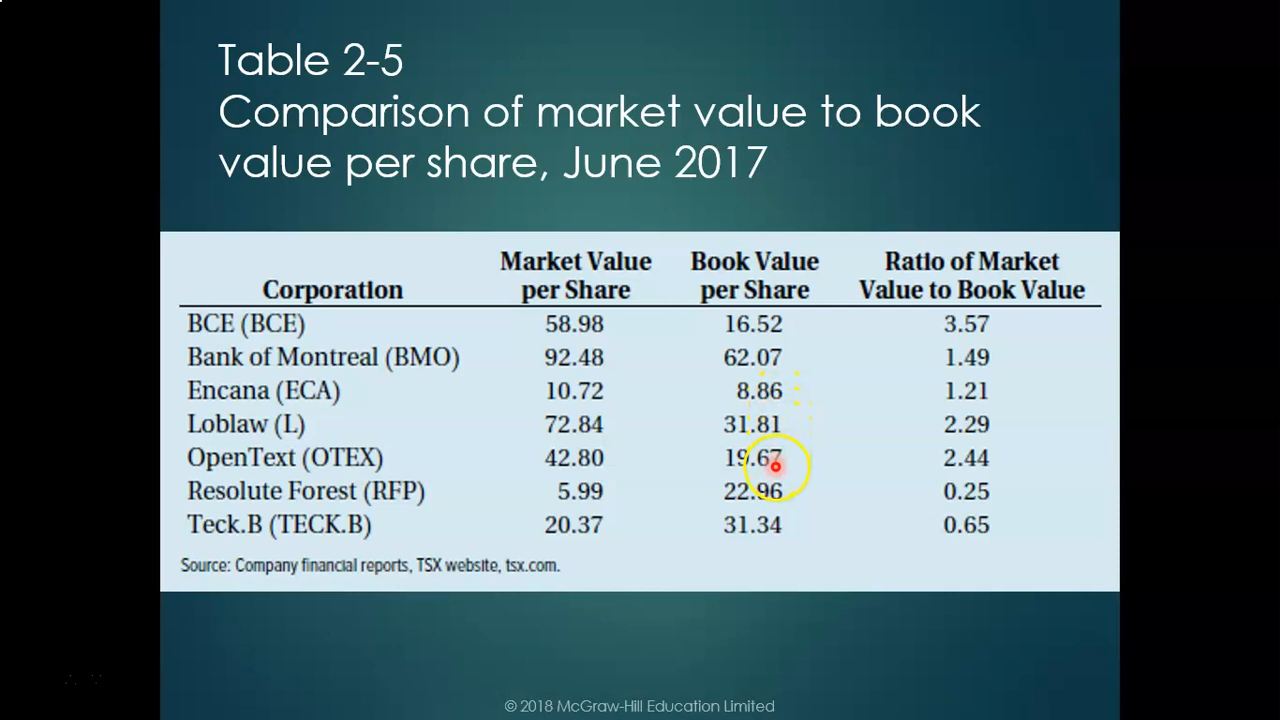 Table 2-5
Comparison of market value to book
value per share, June 2017
Market Value Book Value Ratio of Market
Corporation per Share per Share Value to Book Value
BCE (BCE) 58.98 16.52 3.57
Bank of Montreal (BMO) 92.48 62.07 1.49
Encana (ECA) 10.72 8.86 1.21
Loblaw (L) 72.84 31.81 2.29
OpenText (OTEX) 42.80 19.67 2.44
Resolute Forest (RFP) 5.99 22.96 0.25
Teck.B (TECK.B) 20.37 31.34 0.65
Source: Company financial reports, TSX website, tsx.com.
© 2018 McGraw-Hill Education Limited